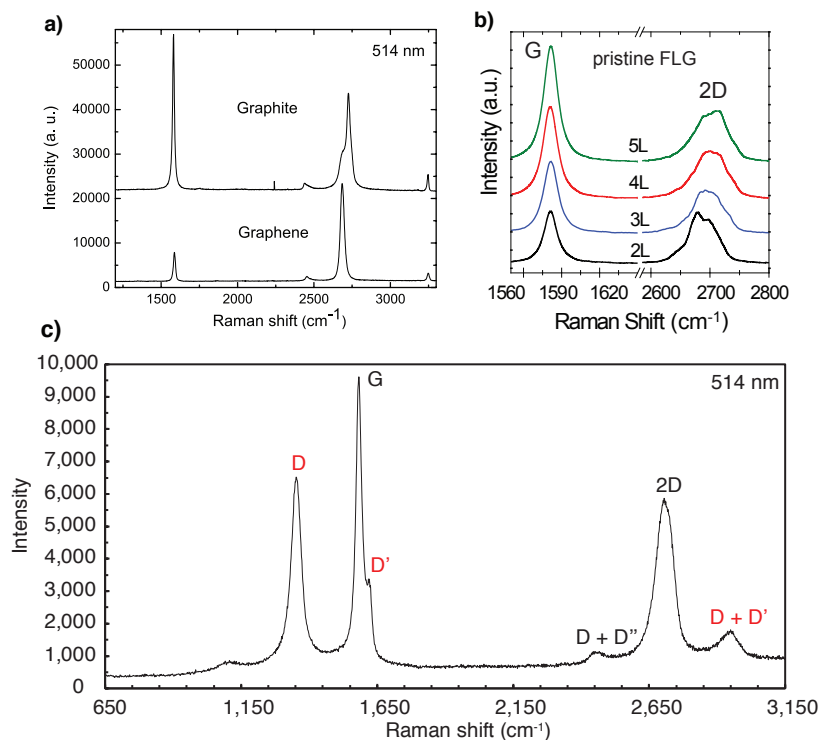 a)
514 nm
Intensity (a. u.)
50000
40000
30000
20000
10000
0
Graphite
Graphene
1500
2000
2500
3000
Raman shift (cm-1)
b)
G
pristine FLG
2D
5L
4L
3L
2L
Intensity (a.u.)
1560
1590
1620
2600
2700
2800
Raman Shift (cm-1)
c)
514 nm
Intensity
10,000
9,000
8,000
7,000
6,000
5,000
4,000
3,000
2,000
1,000
0
D
G
D'
D + D''
2D
D + D'
650
1,150
1,650
2,150
2,650
3,150
Raman shift (cm-1)